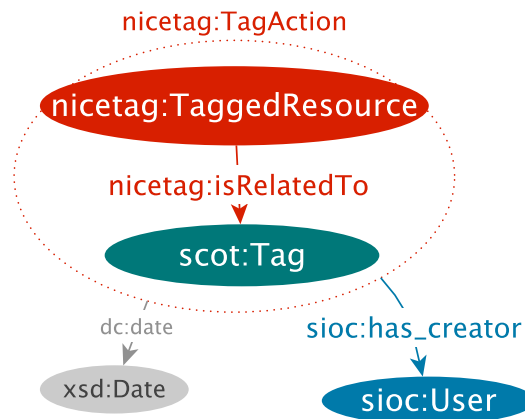 nicetag:TagAction
nicetag:TaggedResource
nicetag:isRelatedTo
scot:Tag
dc:date
sioc:has_creator
xsd:Date
sioc:User